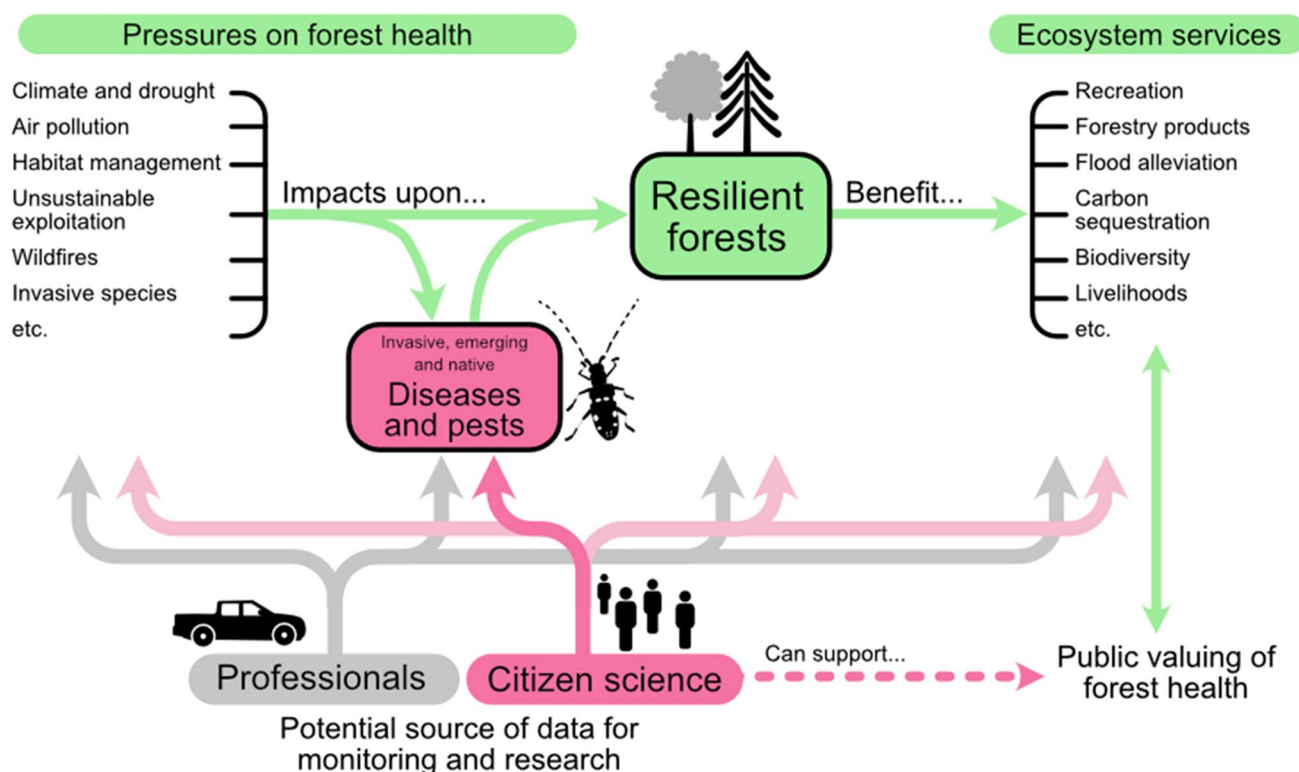 Pressures on forest health
Climate and drought
Air pollution
Habitat management
Unsustainable
exploitation
Wildfires
Invasive species
etc.
Impacts upon...
Resilient
forests
Benefit...
Ecosystem services
Recreation
Forestry products
Flood alleviation
Carbon
sequestration
Biodiversity
Livelihoods
etc.
Invasive, emerging
and native
Diseases
and pests
Professionals
Citizen science
Can support...
Public valuing of
forest health
Potential source of data for
monitoring and research